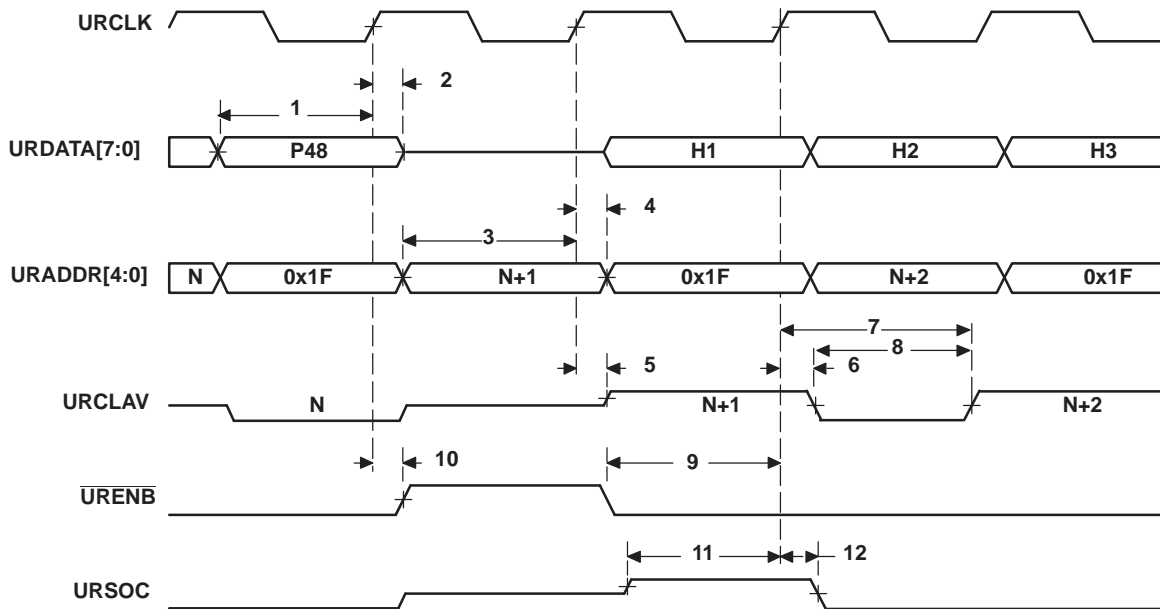 URCLK
2
1
URDATA[7:0] P48 H1 H2 H3
4
3
URADDR[4:0] N 0x1F N+1 0x1F N+2 0x1F
7
8
5 6
URCLAV N N+1 N+2
10 9
URENB
11 12
URSOC